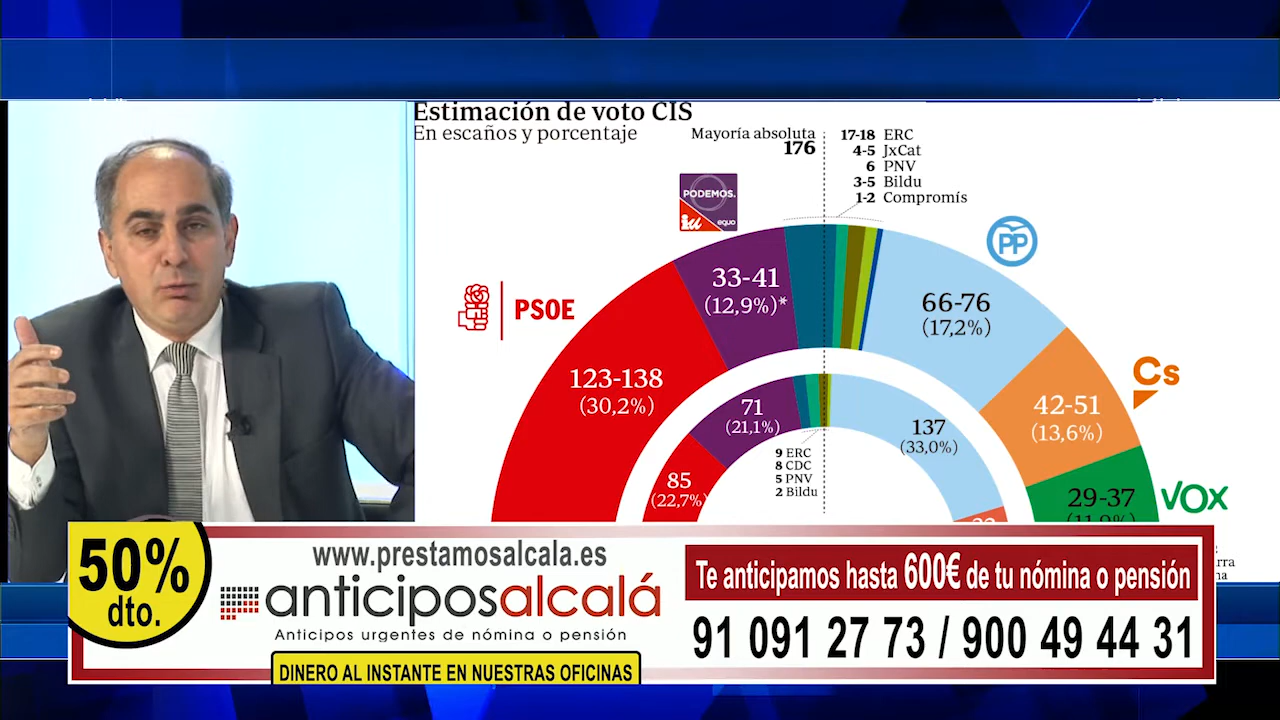 Estimación de voto CIS
En escaños y porcentaje
Mayoría absoluta
176
17-18 ERC
4-5 JxCat
6 PNV
3-5 Bildu
1-2 Compromís
PODEMOS.
iu equo
PP
PSOE
33-41
(12,9%)*
66-76
(17,2%)
Cs
123-138
(30,2%)
42-51
(13,6%)
71
(21,1%)
137
(33,0%)
9 ERC
8 CDC
5 PNV
2 Bildu
85
(22,7%)
29-37
(11,9%)
VOX
50%
dto.
www.prestamosalcala.es
anticiposalcalá
Anticipos urgentes de nómina o pensión
DINERO AL INSTANTE EN NUESTRAS OFICINAS
Te anticipamos hasta 600€ de tu nómina o pensión
91 091 27 73 / 900 49 44 31